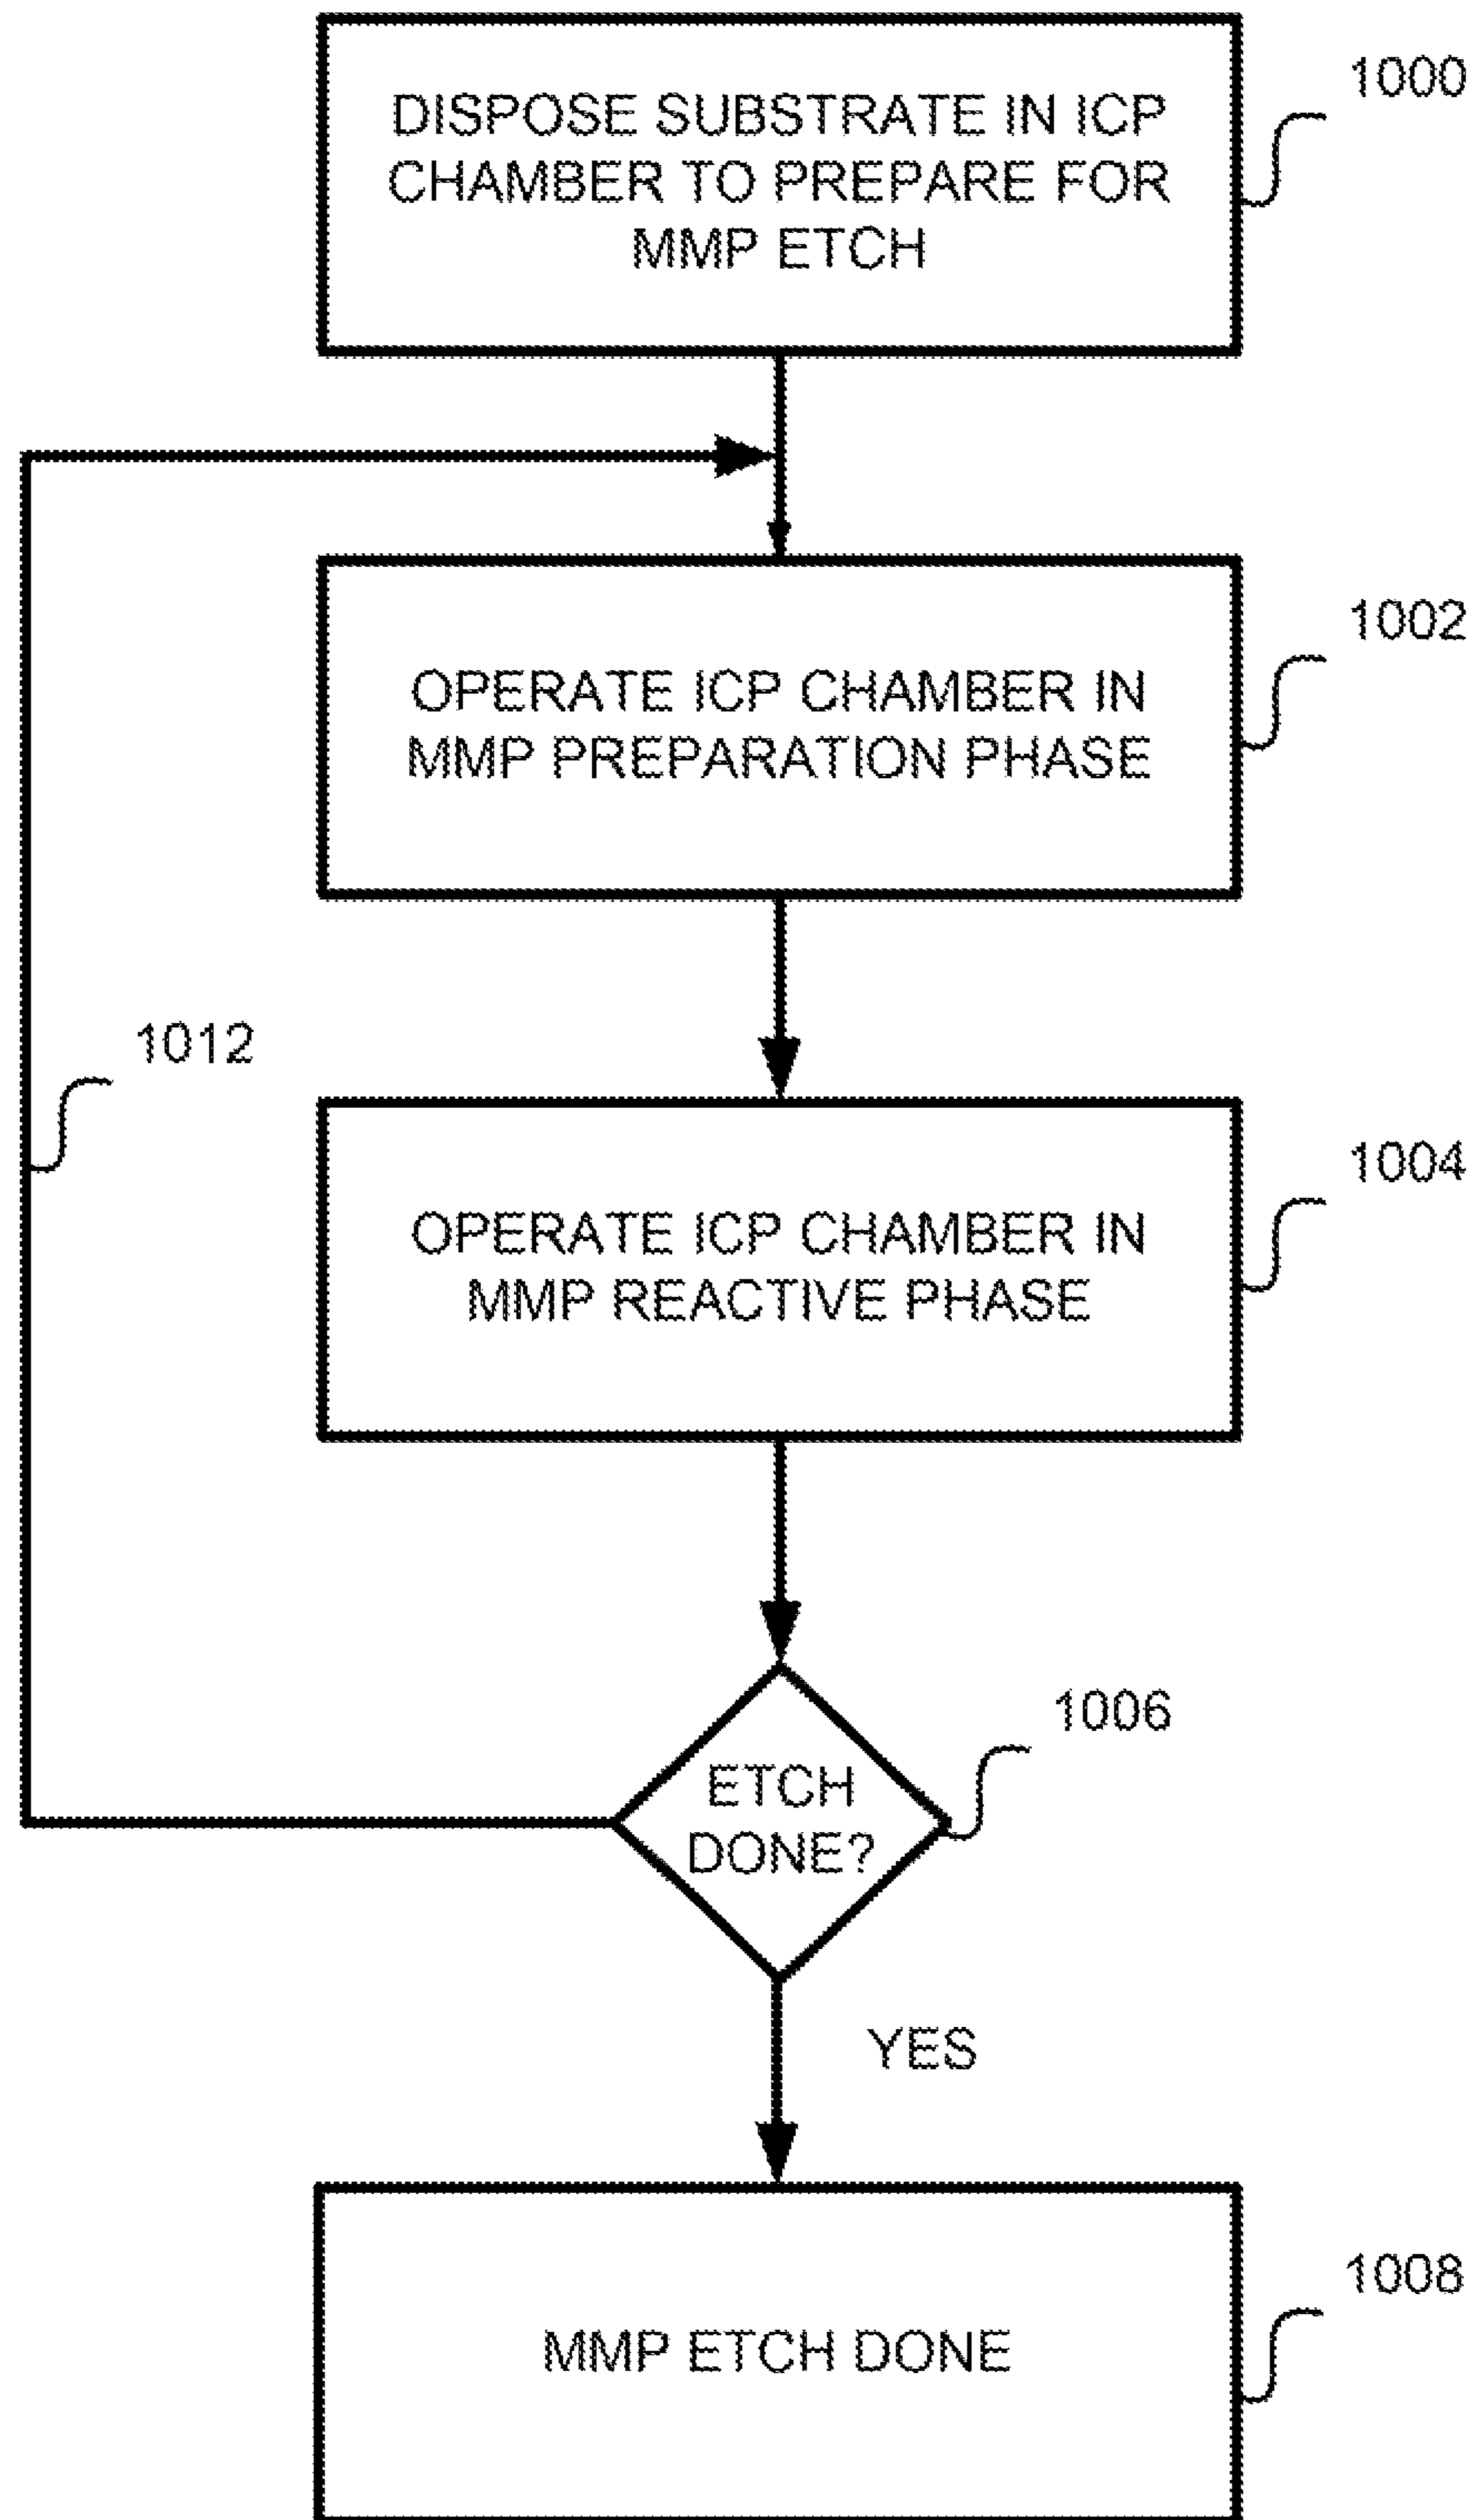 1000
DISPOSE SUBSTRATE IN ICP
CHAMBER TO PREPARE FOR
MMP ETCH
1002
OPERATE ICP CHAMBER IN
MMP PREPARATION PHASE
1012
1004
OPERATE ICP CHAMBER IN
MMP REACTIVE PHASE
1006
ETCH
DONE?
YES
1008
MMP ETCH DONE